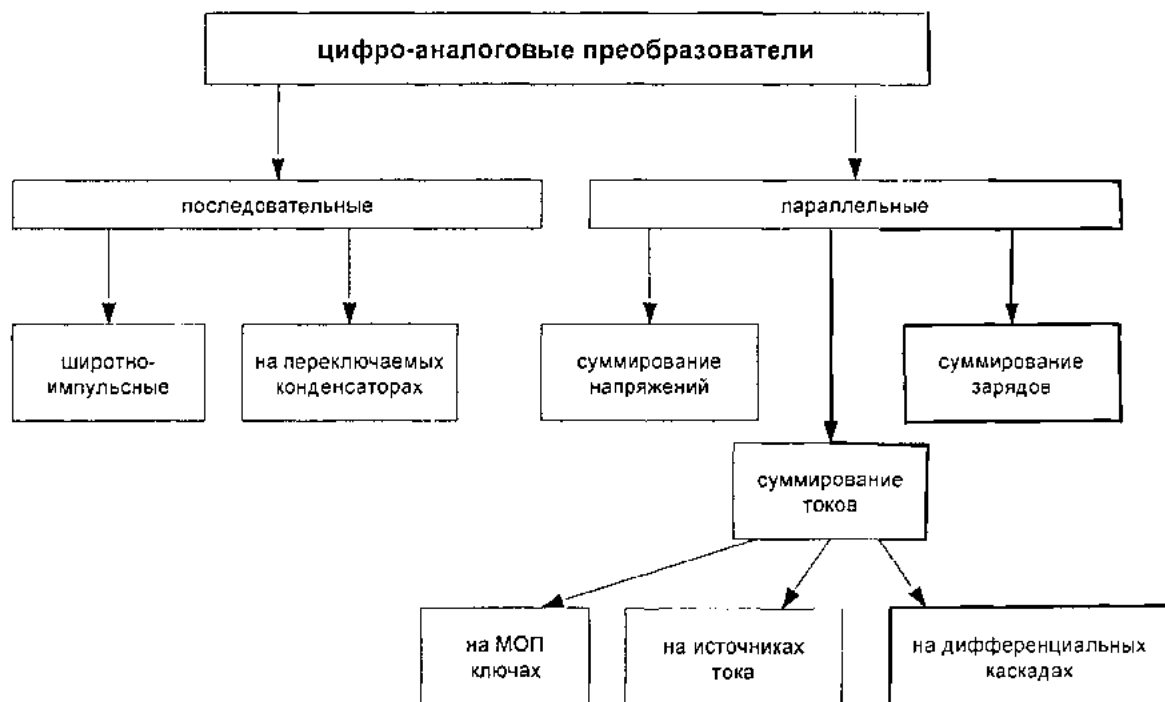 цифро-аналоговые преобразователи
последовательные
параллельные
широтно-
импульсные
на переключаемых
конденсаторах
суммирование
напряжений
суммирование
зарядов
суммирование
токов
на МОП
ключах
на источниках
тока
на дифференциальных
каскадах